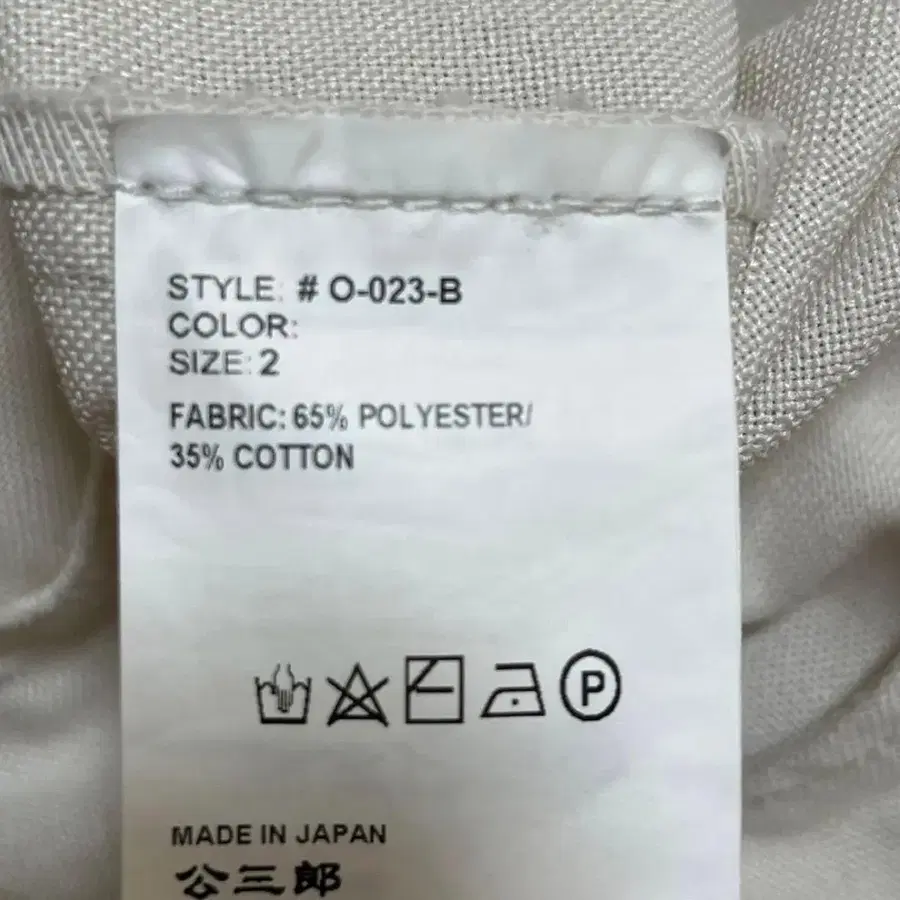 STYLE: # O-023-B
COLOR:
SIZE: 2
FABRIC: 65% POLYESTER/
35% COTTON
P
MADE IN JAPAN
公三郎